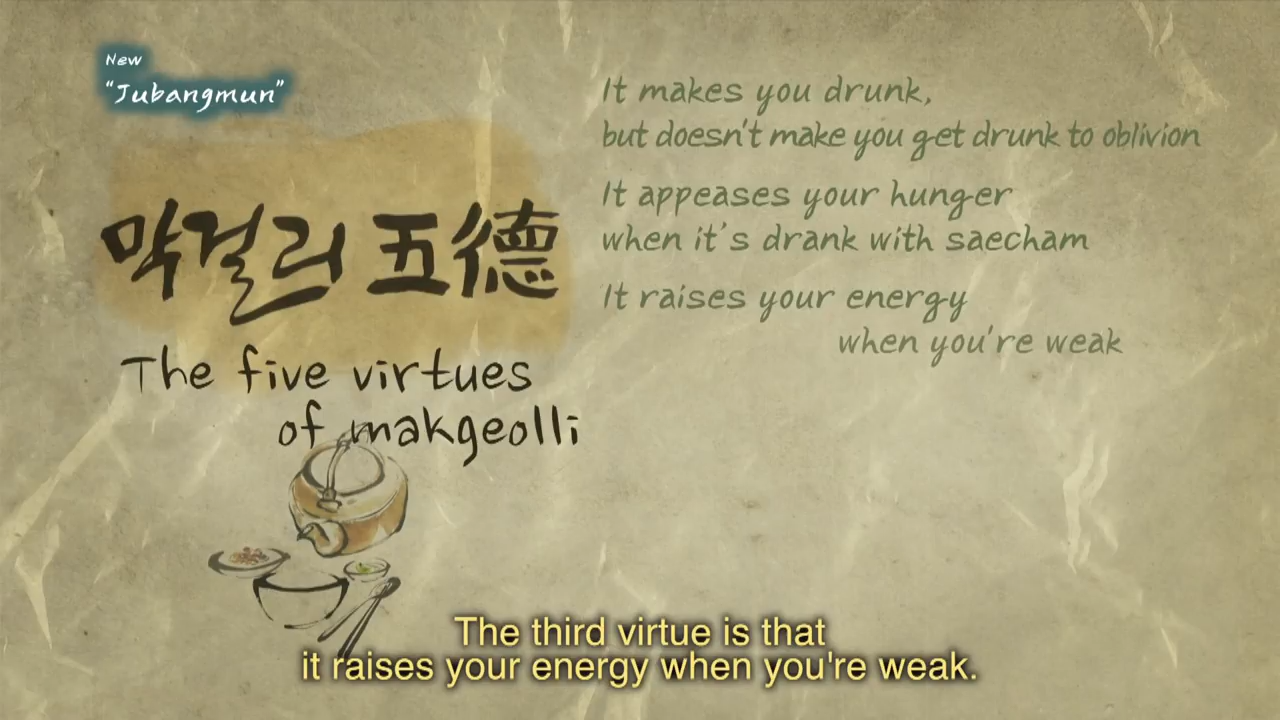 New
"Jubangmun"
막걸리 五德
The five virtues
of makgeolli
It makes you drunk,
but doesn't make you get drunk to oblivion
It appeases your hunger
when it's drank with saecham
It raises your energy
when you're weak
The third virtue is that
it raises your energy when you're weak.